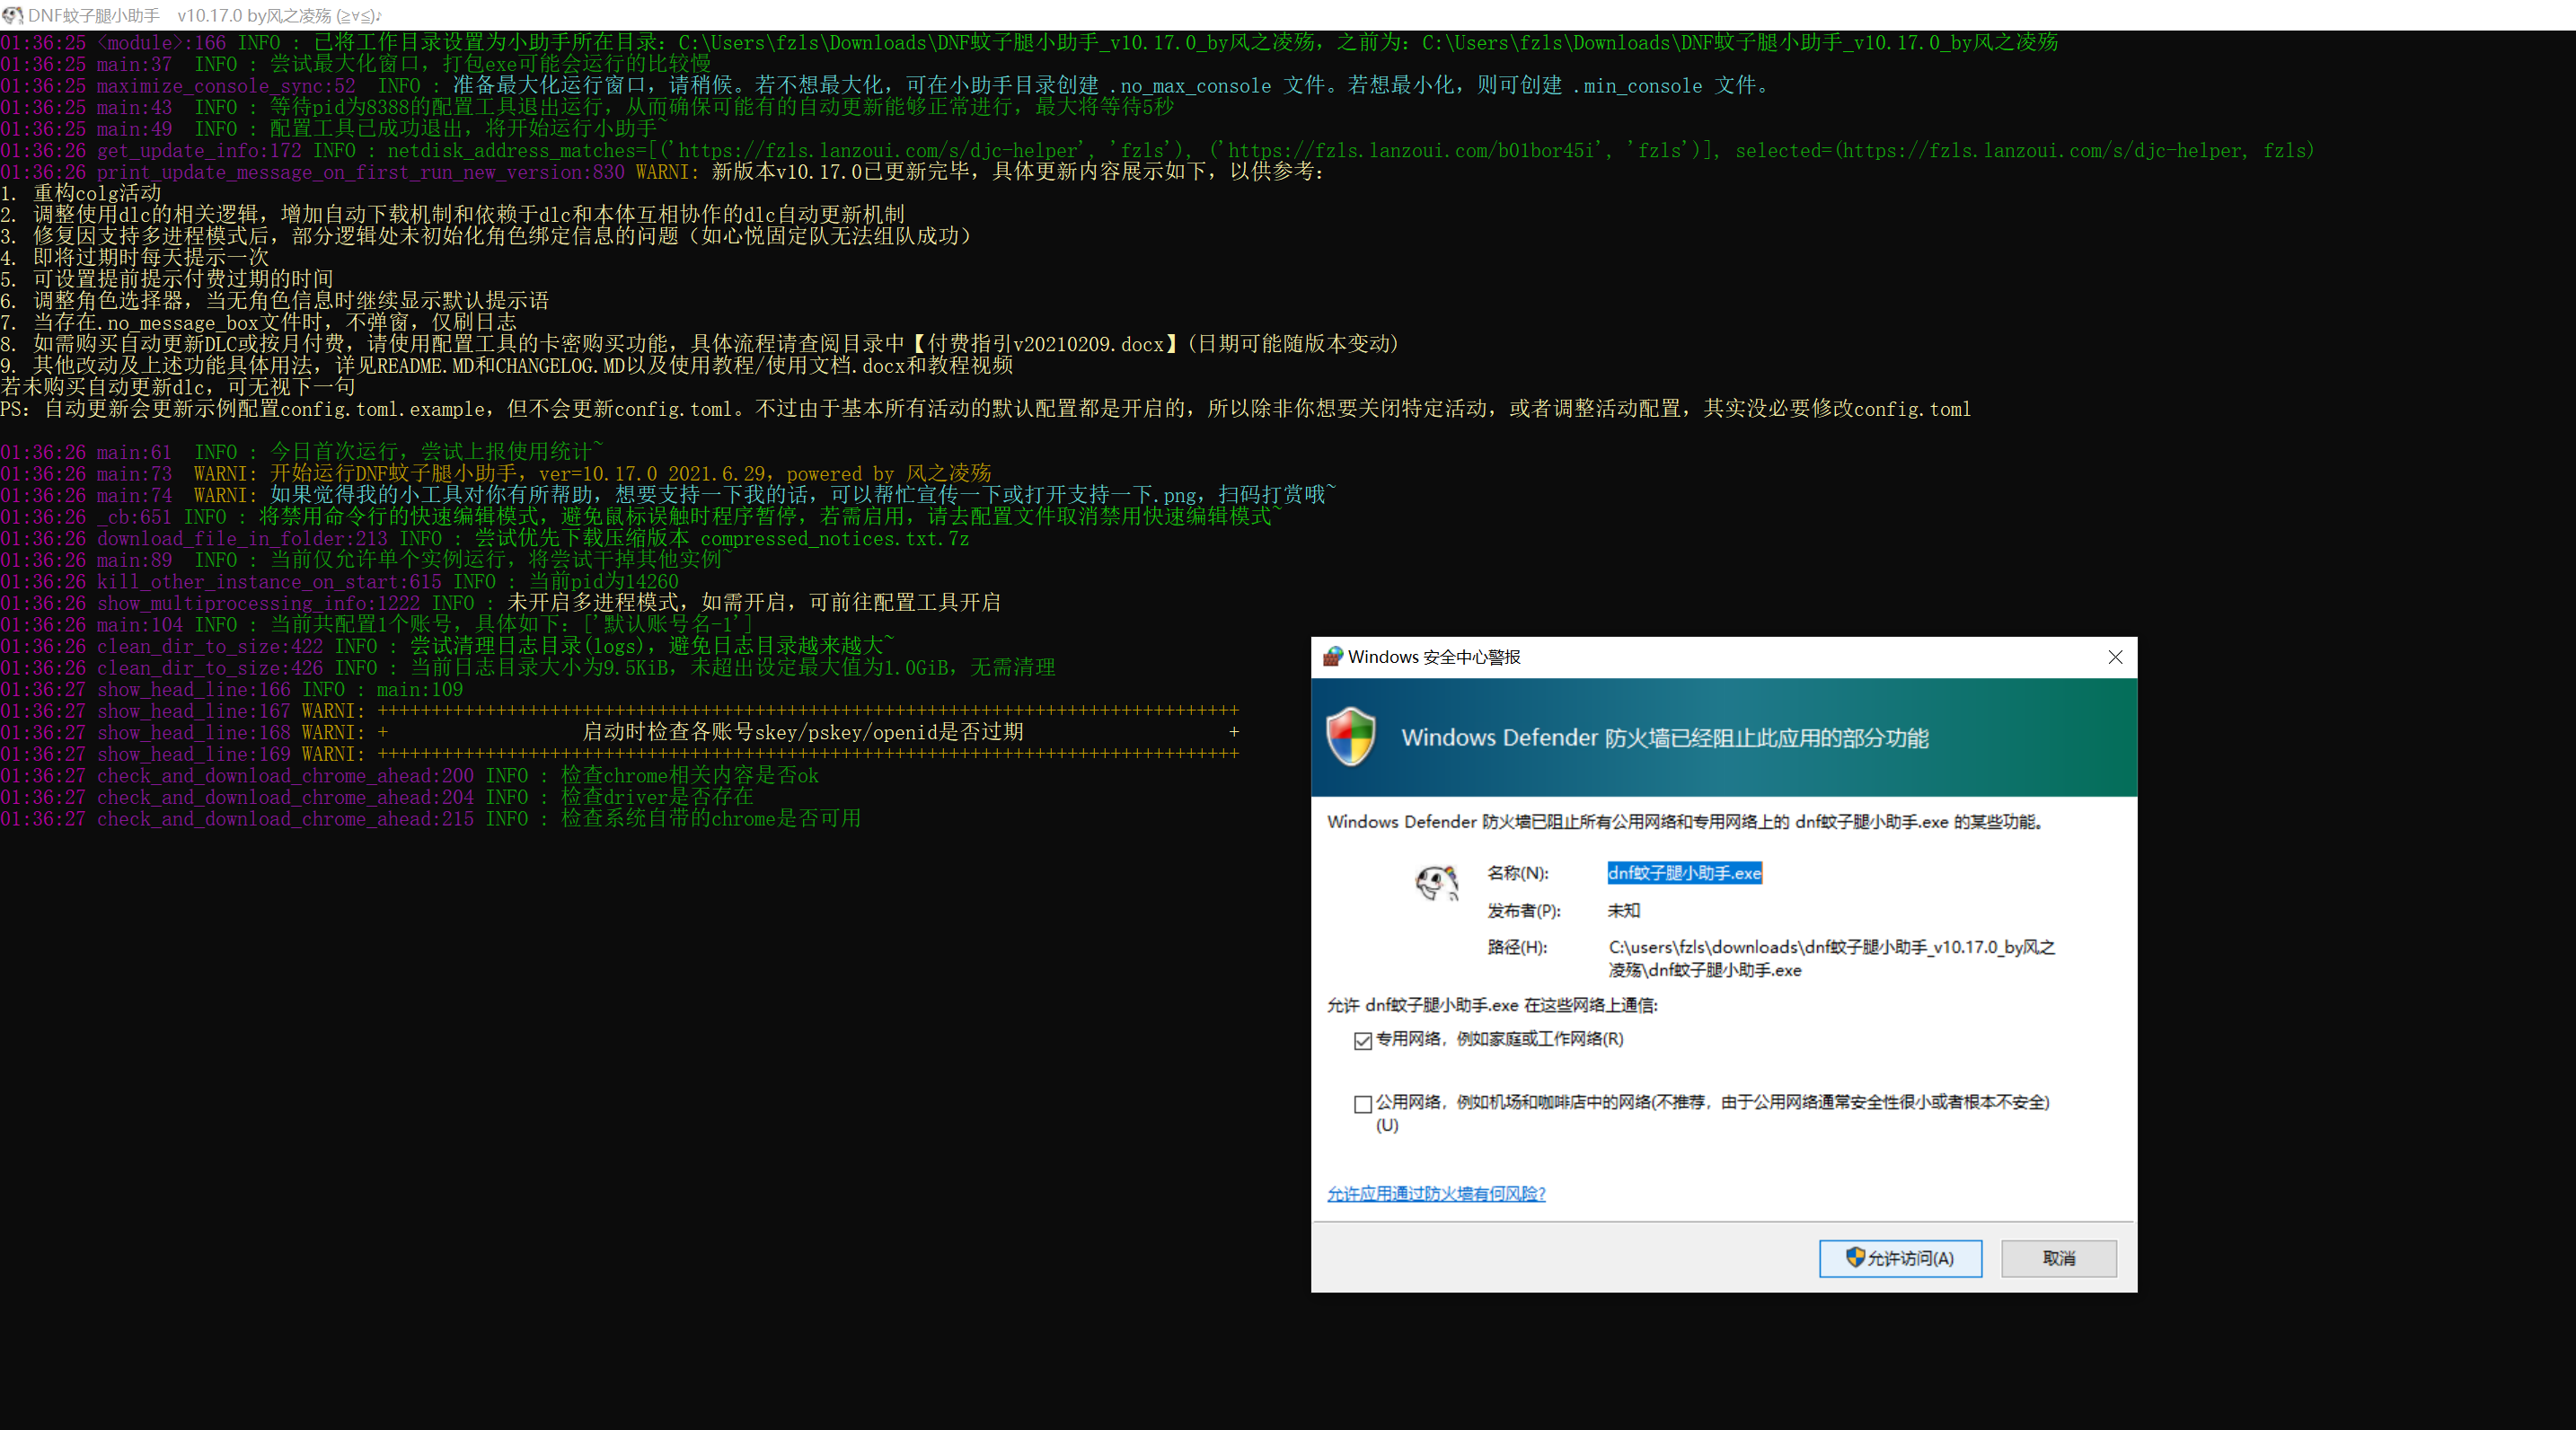 DNF蚊子腿小助手 v10.17.0 by风之凌殇 (≧∀≦)♪
01:36:25 <module>:166 INFO : 已将工作目录设置为小助手所在目录: C:\Users\fzls\Downloads\DNF蚊子腿小助手_v10.17.0_by风之凌殇, 之前为: C:\Users\fzls\Downloads\DNF蚊子腿小助手_v10.17.0_by风之凌殇
01:36:25 main:37 INFO : 尝试最大化窗口，打包exe可能会运行的比较慢
01:36:25 maximize_console_sync:52 INFO : 准备最大化运行窗口，请稍候。若不想最大化，可在小助手目录创建 .no_max_console 文件。若想最小化，则可创建 .min_console 文件。
01:36:25 main:43 INFO : 等待pid为8388的配置工具退出运行，从而确保可能有的自动更新能够正常进行，最大将等待5秒
01:36:25 main:49 INFO : 配置工具已成功退出，将开始运行小助手~
01:36:26 get_update_info:172 INFO : netdisk_address_matches=[('https://fzls.lanzoui.com/s/djc-helper', 'fzls'), ('https://fzls.lanzoui.com/b01bor45i', 'fzls')], selected=(https://fzls.lanzoui.com/s/djc-helper, fzls)
01:36:26 print_update_message_on_first_run_new_version:830 WARNI: 新版本v10.17.0已更新完毕，具体更新内容展示如下，以供参考：
1. 重构colg活动
2. 调整使用dlc的相关逻辑，增加自动下载机制和依赖于dlc和本体互相协作的dlc自动更新机制
3. 修复因支持多进程模式后，部分逻辑处未初始化角色绑定信息的问题（如心悦固定队无法组队成功）
4. 即将过期时每天提示一次
5. 可设置提前提示付费过期的时间
6. 调整角色选择器，当无角色信息时继续显示默认提示语
7. 当存在.no_message_box文件时，不弹窗，仅刷日志
8. 如需购买自动更新DLC或按月付费，请使用配置工具的卡密购买功能，具体流程请查阅目录中【付费指引v20210209.docx】(日期可能随版本变动)
9. 其他改动及上述功能具体用法，详见README.MD和CHANGELOG.MD以及使用教程/使用文档.docx和教程视频
若未购买自动更新dlc，可无视下一句
PS：自动更新会更新示例配置config.toml.example，但不会更新config.toml。不过由于基本所有活动的默认配置都是开启的，所以除非你想要关闭特定活动，或者调整活动配置，其实没必要修改config.toml
01:36:26 main:61 INFO : 今日首次运行，尝试上报使用统计~
01:36:26 main:73 WARNI: 开始运行DNF蚊子腿小助手，ver=10.17.0 2021.6.29，powered by 风之凌殇
01:36:26 main:74 WARNI: 如果觉得我的小工具对你有所帮助，想要支持一下我的话，可以帮忙宣传一下或打开支持一下.png，扫码打赏哦~
01:36:26 _cb:651 INFO : 将禁用命令行的快速编辑模式，避免鼠标误触时程序暂停，若需启用，请去配置文件取消禁用快速编辑模式~
01:36:26 download_file_in_folder:213 INFO : 尝试优先下载压缩版本 compressed_notices.txt.7z
01:36:26 main:89 INFO : 当前仅允许单个实例运行，将尝试干掉其他实例~
01:36:26 kill_other_instance_on_start:615 INFO : 当前pid为14260
01:36:26 show_multiprocessing_info:1222 INFO : 未开启多进程模式，如需开启，可前往配置工具开启
01:36:26 main:104 INFO : 当前共配置1个账号，具体如下：['默认账号名-1']
01:36:26 clean_dir_to_size:422 INFO : 尝试清理日志目录(logs)，避免日志目录越来越大~
01:36:26 clean_dir_to_size:426 INFO : 当前日志目录大小为9.5KiB，未超出设定最大值为1.0GiB，无需清理
01:36:27 show_head_line:166 INFO : main:109
01:36:27 show_head_line:167 WARNI: ++++++++++++++++++++++++++++++++++++++++++++++++++++++++++++++++++++++++++++++++
01:36:27 show_head_line:168 WARNI: + 启动时检查各账号skey/pskey/openid是否过期 +
01:36:27 show_head_line:169 WARNI: ++++++++++++++++++++++++++++++++++++++++++++++++++++++++++++++++++++++++++++++++
01:36:27 check_and_download_chrome_ahead:200 INFO : 检查chrome相关内容是否ok
01:36:27 check_and_download_chrome_ahead:204 INFO : 检查driver是否存在
01:36:27 check_and_download_chrome_ahead:215 INFO : 检查系统自带的chrome是否可用
Windows 安全中心警报
Windows Defender 防火墙已经阻止此应用的部分功能
Windows Defender 防火墙已阻止所有公用网络和专用网络上的 dnf蚊子腿小助手.exe 的某些功能。
名称(N): dnf蚊子腿小助手.exe
发布者(P): 未知
路径(H): C:\users\fzls\downloads\dnf蚊子腿小助手_v10.17.0_by风之
凌殇\dnf蚊子腿小助手.exe
允许 dnf蚊子腿小助手.exe 在这些网络上通信:
专用网络，例如家庭或工作网络(R)
公用网络，例如机场和咖啡店中的网络(不推荐，由于公用网络通常安全性很小或者根本不安全)
(U)
允许应用通过防火墙有何风险?
允许访问(A) 取消